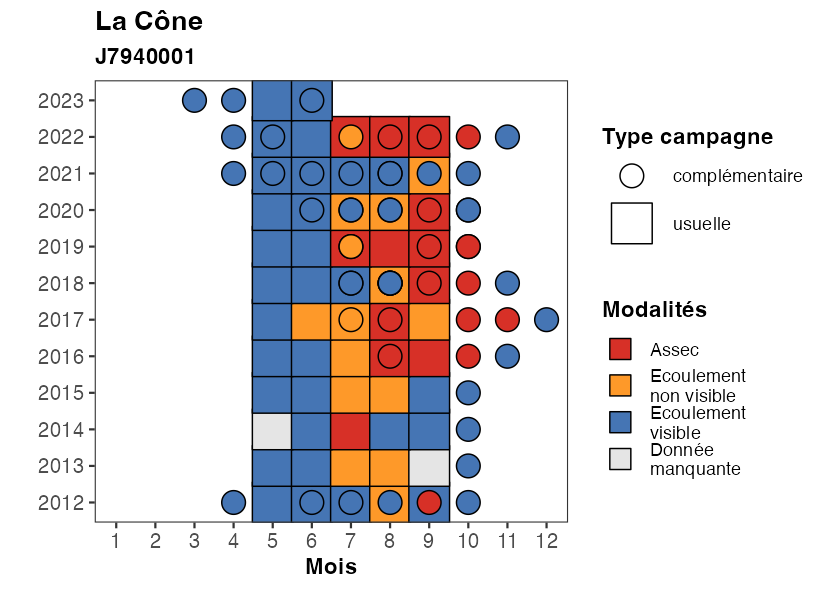 La Cône
J7940001
2023
2022
2021
2020
2019
2018
2017
2016
2015
2014
2013
2012
1 2 3 4 5 6 7 8 9 10 11 12
Mois
Type campagne
complémentaire
usuelle
Modalités
Assec
Ecoulement
non visible
Ecoulement
visible
Donnée
manquante